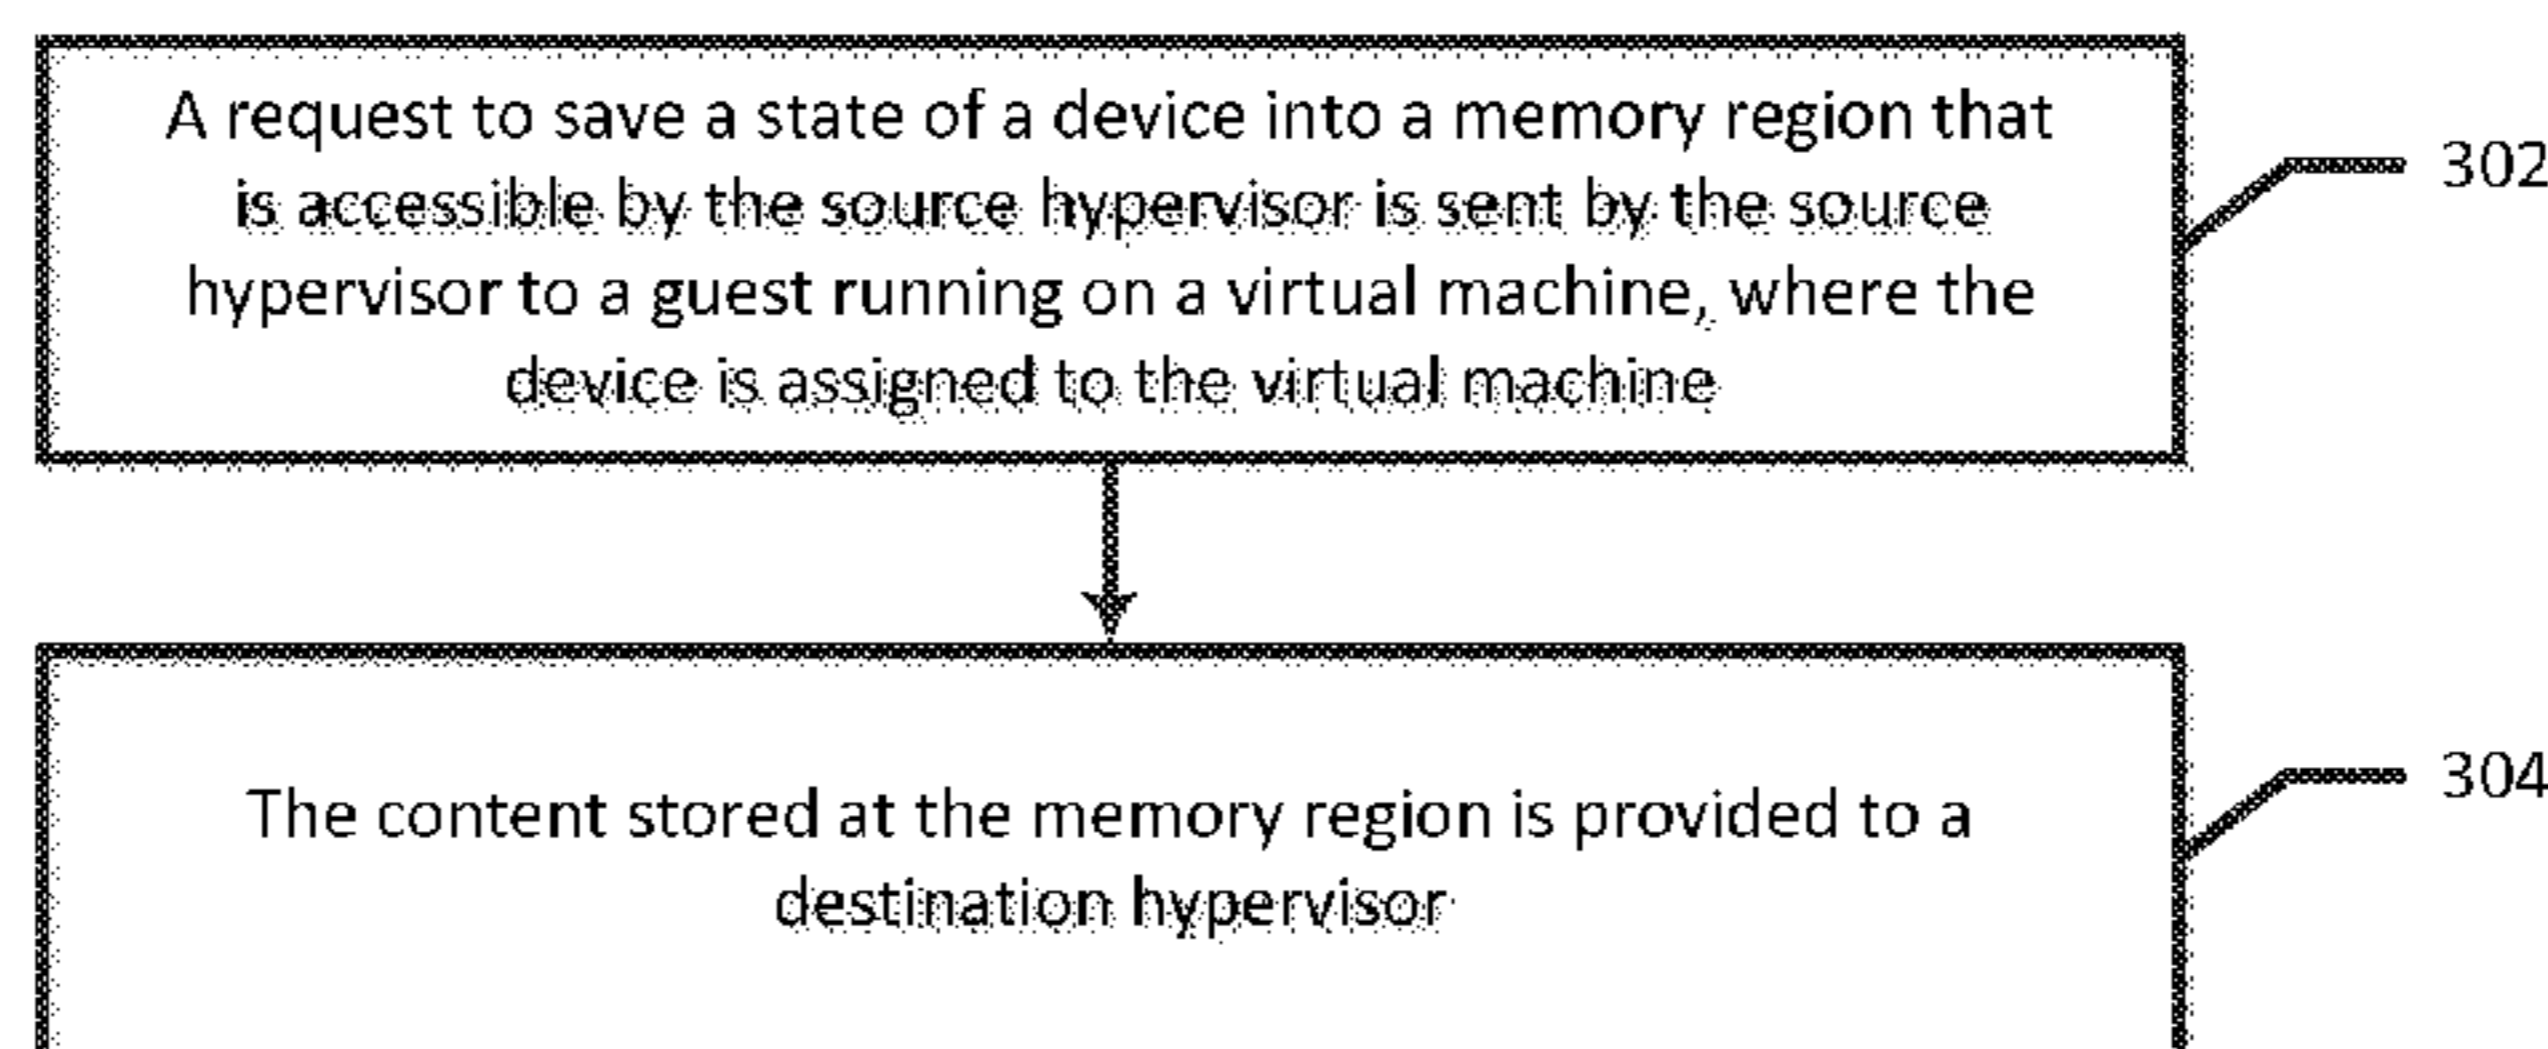 A request to save a state of a device into a memory region that
is accessible by the source hypervisor is sent by the source
hypervisor to a guest running on a virtual machine, where the
device is assigned to the virtual machine
302
The content stored at the memory region is provided to a
destination hypervisor
304